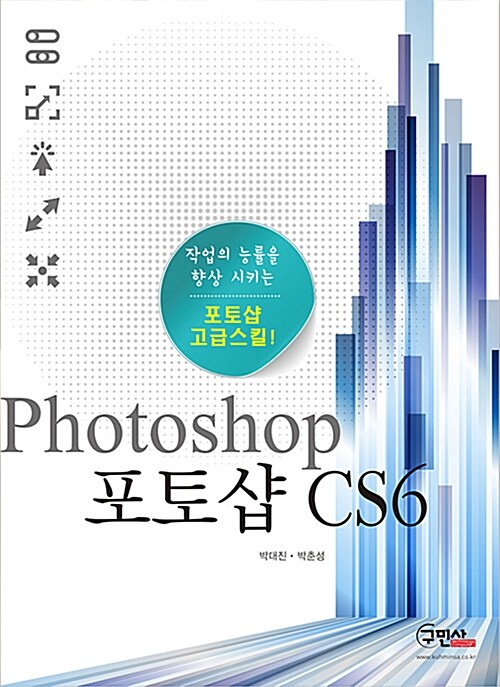 작업의 능률을
향상 시키는
포토샵
고급스킬!
Photoshop
포토샵 CS6
박대진 • 박춘성
구민사
www.kuhminsa.co.kr